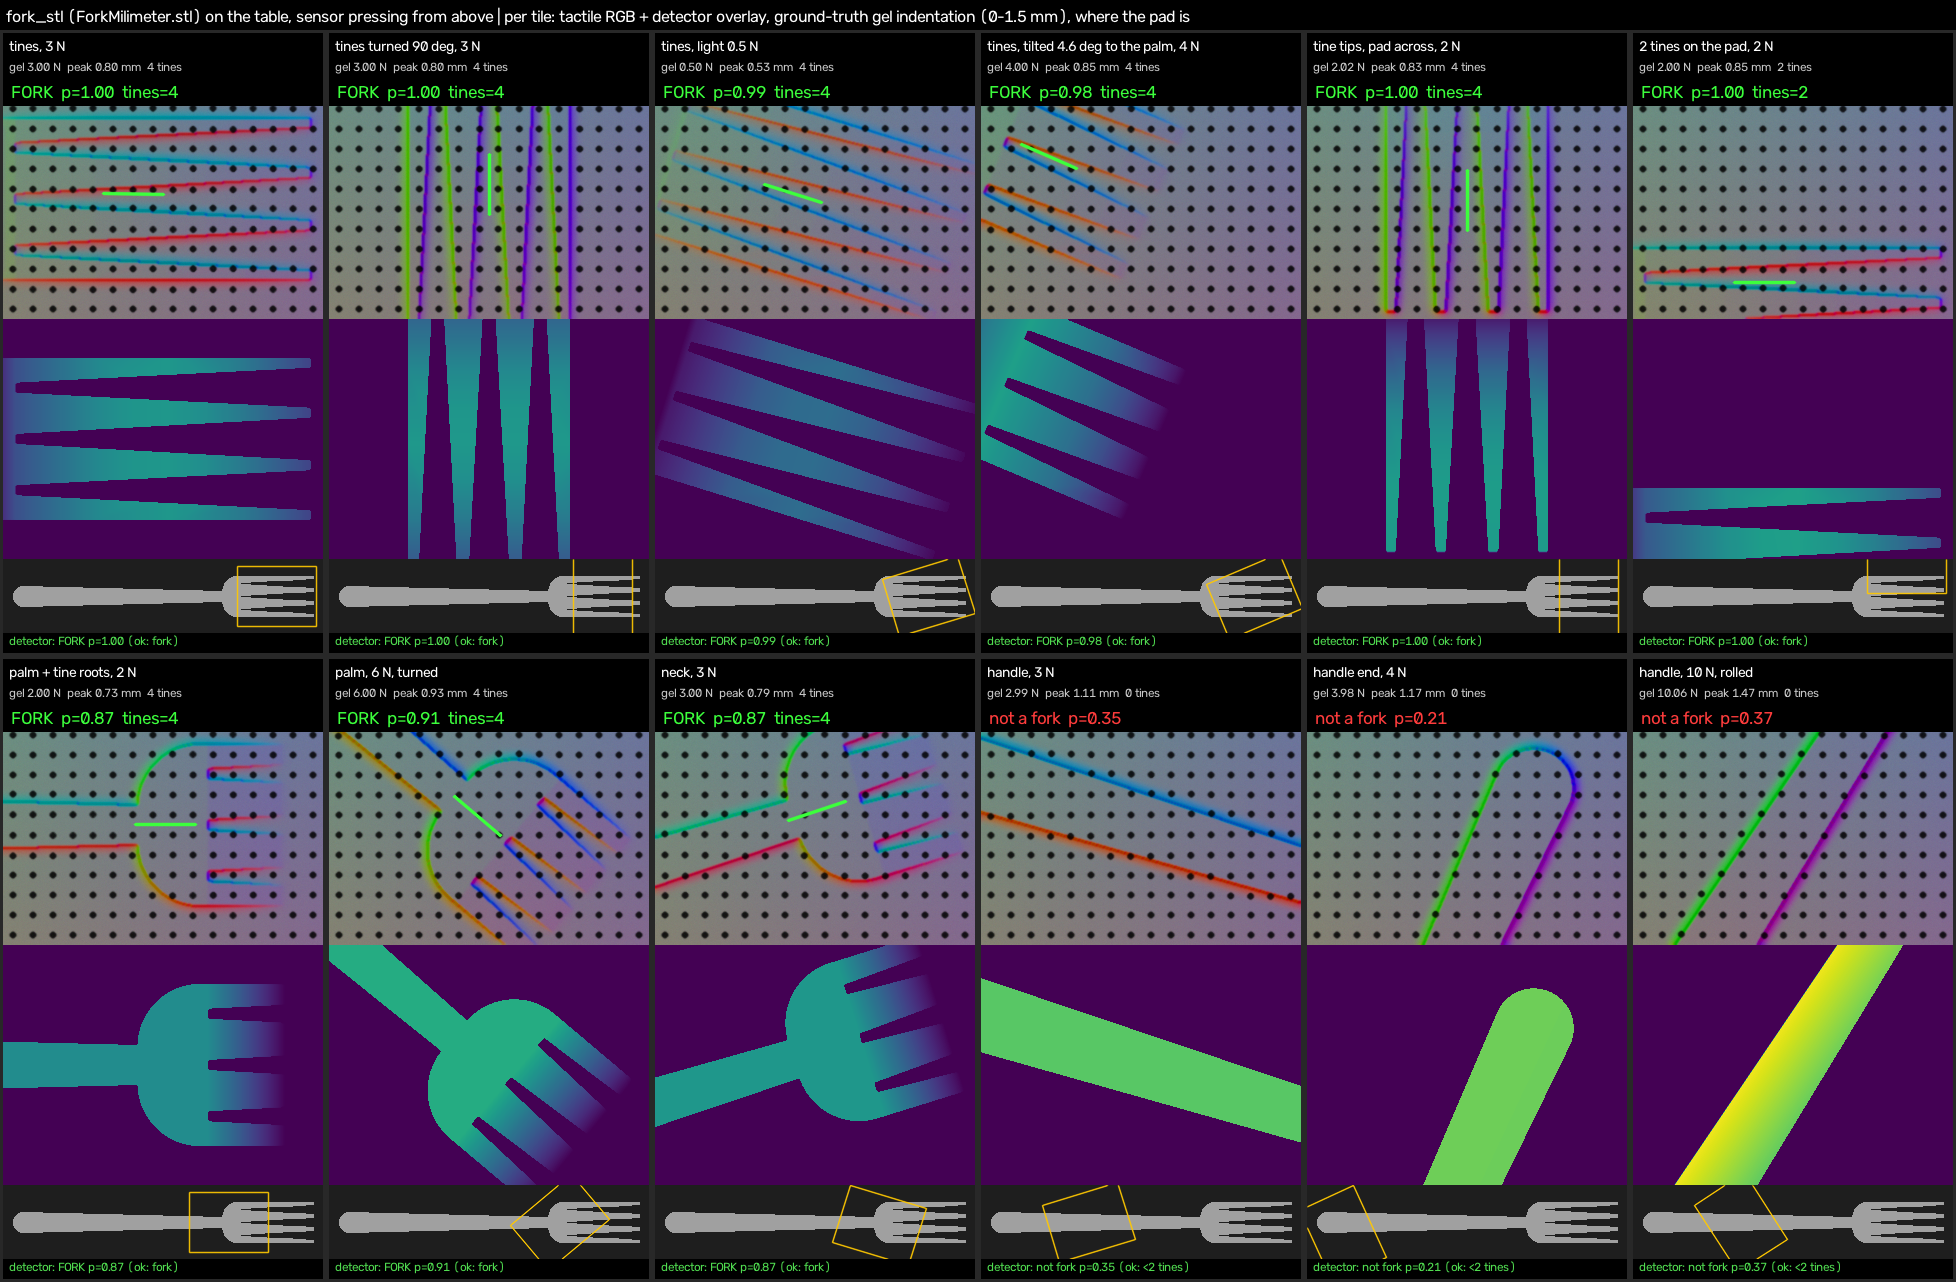 fork_stl (ForkMilimeter.stl) on the table, sensor pressing from above | per tile: tactile RGB + detector overlay, ground-truth gel indentation (0-1.5 mm), where the pad is
tines, 3 N
gel 3.00 N peak 0.80 mm 4 tines
FORK p=1.00 tines=4
detector: FORK p=1.00 (ok: fork)
tines turned 90 deg, 3 N
gel 3.00 N peak 0.80 mm 4 tines
FORK p=1.00 tines=4
detector: FORK p=1.00 (ok: fork)
tines, light 0.5 N
gel 0.50 N peak 0.53 mm 4 tines
FORK p=0.99 tines=4
detector: FORK p=0.99 (ok: fork)
tines, tilted 4.6 deg to the palm, 4 N
gel 4.00 N peak 0.85 mm 4 tines
FORK p=0.98 tines=4
detector: FORK p=0.98 (ok: fork)
tine tips, pad across, 2 N
gel 2.02 N peak 0.83 mm 4 tines
FORK p=1.00 tines=4
detector: FORK p=1.00 (ok: fork)
2 tines on the pad, 2 N
gel 2.00 N peak 0.85 mm 2 tines
FORK p=1.00 tines=2
detector: FORK p=1.00 (ok: fork)
palm + tine roots, 2 N
gel 2.00 N peak 0.73 mm 4 tines
FORK p=0.87 tines=4
detector: FORK p=0.87 (ok: fork)
palm, 6 N, turned
gel 6.00 N peak 0.93 mm 4 tines
FORK p=0.91 tines=4
detector: FORK p=0.91 (ok: fork)
neck, 3 N
gel 3.00 N peak 0.79 mm 4 tines
FORK p=0.87 tines=4
detector: FORK p=0.87 (ok: fork)
handle, 3 N
gel 2.99 N peak 1.11 mm 0 tines
not a fork p=0.35
detector: not fork p=0.35 (ok: <2 tines)
handle end, 4 N
gel 3.98 N peak 1.17 mm 0 tines
not a fork p=0.21
detector: not fork p=0.21 (ok: <2 tines)
handle, 10 N, rolled
gel 10.06 N peak 1.47 mm 0 tines
not a fork p=0.37
detector: not fork p=0.37 (ok: <2 tines)